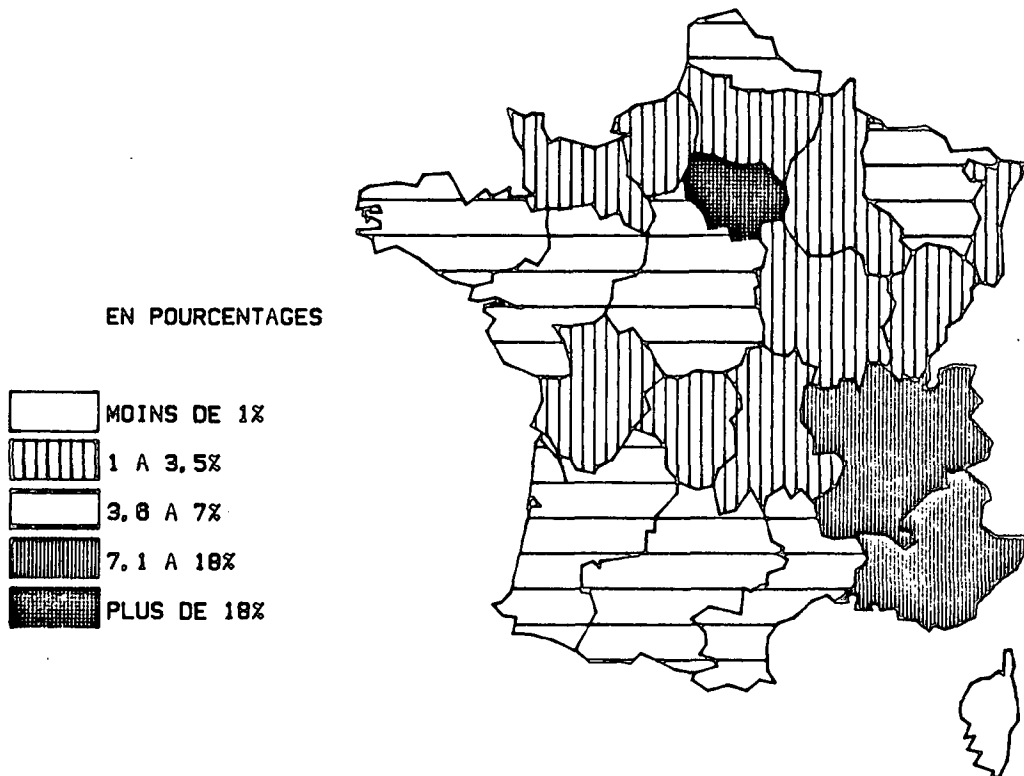 EN POURCENTAGES
MOINS DE 1%
1 A 3,5%
3,6 A 7%
7,1 A 18%
PLUS DE 18%